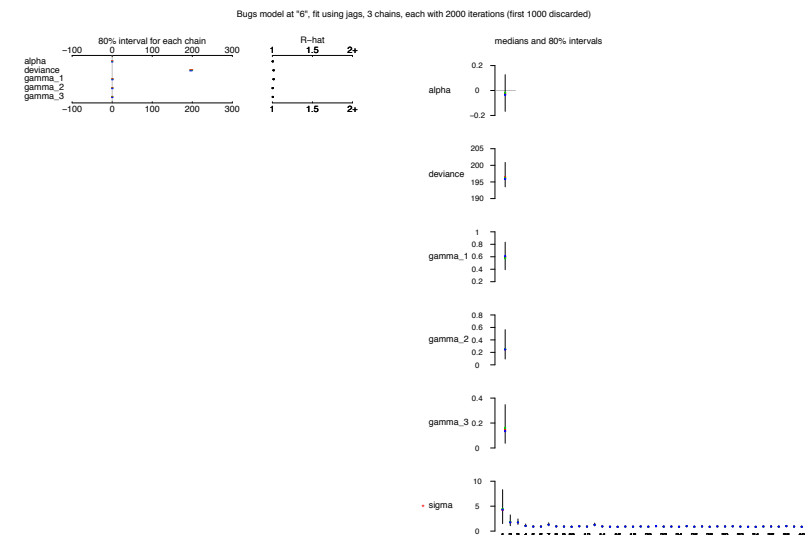 Bugs model at "6", fit using jags, 3 chains, each with 2000 iterations (first 1000 discarded)
80% interval for each chain R−hat medians and 80% intervals
−100 0 100 200 300 1 1.5 2+
alpha
deviance
gamma_1
gamma_2
gamma_3
−100 0 100 200 300 1 1.5 2+
alpha
0.2
0
−0.2
deviance
205
200
195
190
gamma_1
1
0.8
0.6
0.4
0.2
gamma_2
0.8
0.6
0.4
0.2
0
gamma_3
0.4
0.2
0
* sigma
10
5
0